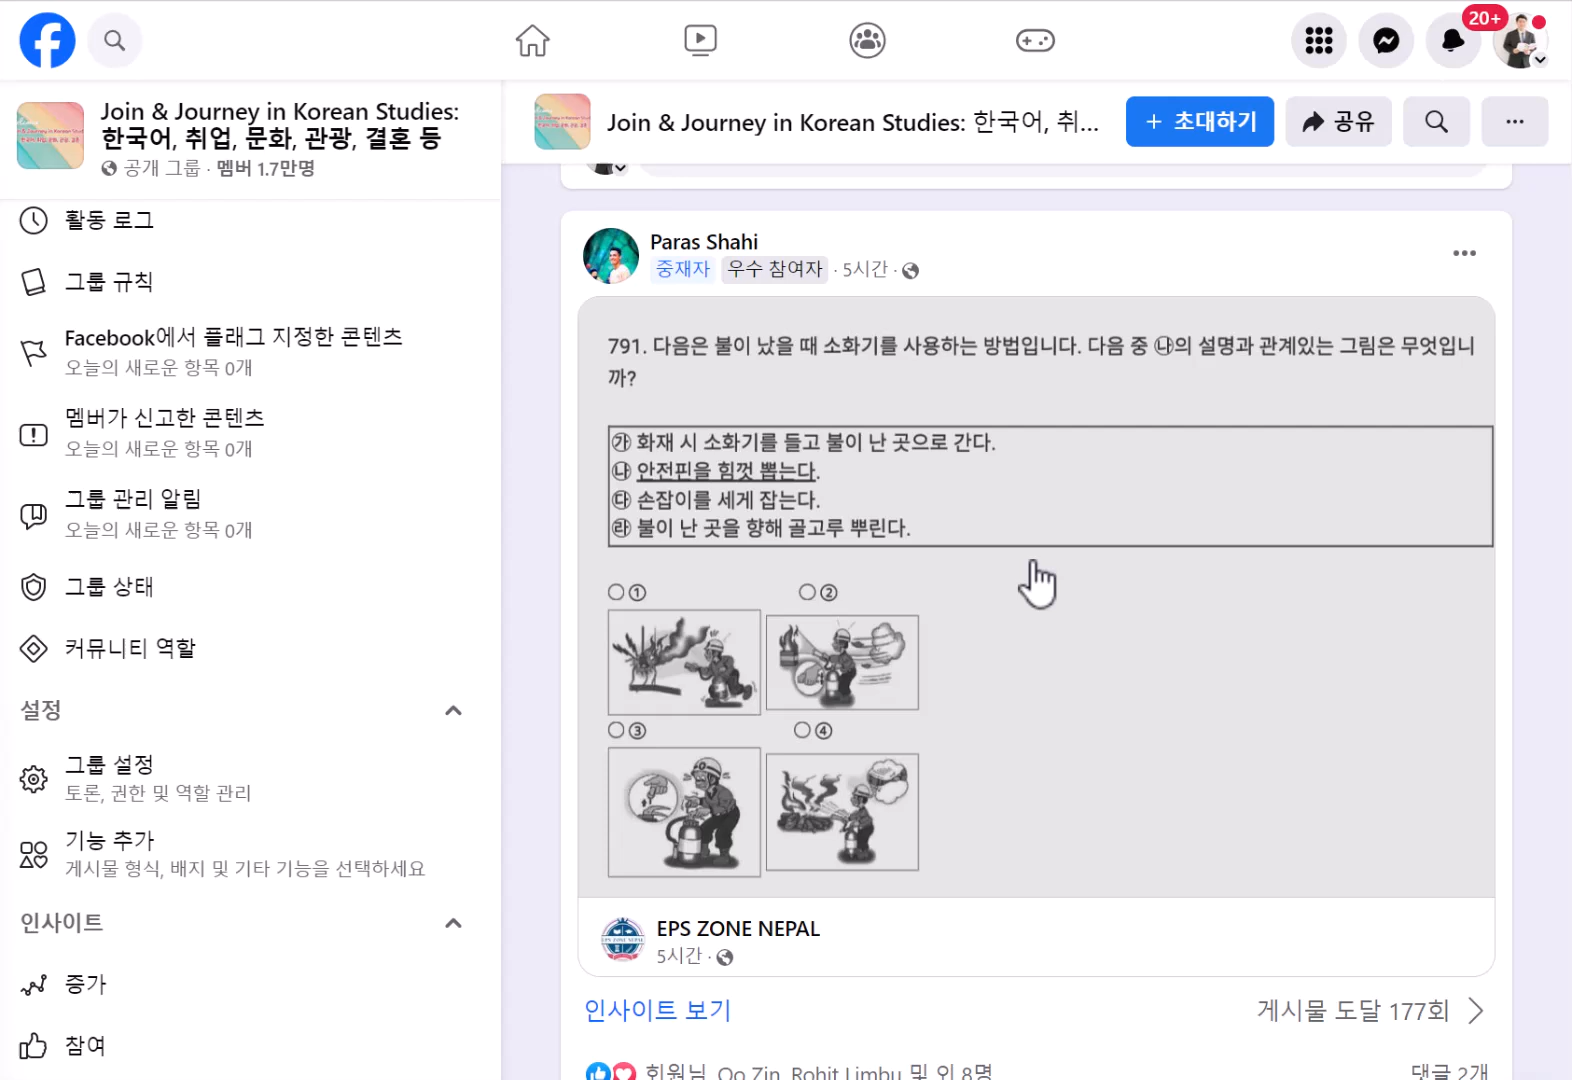 20+
Join & Journey in Korean Studies:
한국어, 취업, 문화, 관광, 결혼 등
공개 그룹 · 멤버 1.7만명
활동 로그
그룹 규칙
Facebook에서 플래그 지정한 콘텐츠
오늘의 새로운 항목 0개
멤버가 신고한 콘텐츠
오늘의 새로운 항목 0개
그룹 관리 알림
오늘의 새로운 항목 0개
그룹 상태
커뮤니티 역할
설정
그룹 설정
토론, 권한 및 역할 관리
기능 추가
게시물 형식, 배지 및 기타 기능을 선택하세요
인사이트
증가
참여
Join & Journey in Korean Studies: 한국어, 취...
+ 초대하기
공유
Paras Shahi
중재자 우수 참여자 · 5시간 ·
791. 다음은 불이 났을 때 소화기를 사용하는 방법입니다. 다음 중 ㉯의 설명과 관계있는 그림은 무엇입니
까?
㉮ 화재 시 소화기를 들고 불이 난 곳으로 간다.
㉯ 안전핀을 힘껏 뽑는다.
㉰ 손잡이를 세게 잡는다.
㉱ 불이 난 곳을 향해 골고루 뿌린다.
① ②
③ ④
EPS ZONE NEPAL
5시간 ·
인사이트 보기
게시물 도달 177회
회원님, Oo Zin, Rohit Limbu 및 외 8명
댓글 2개